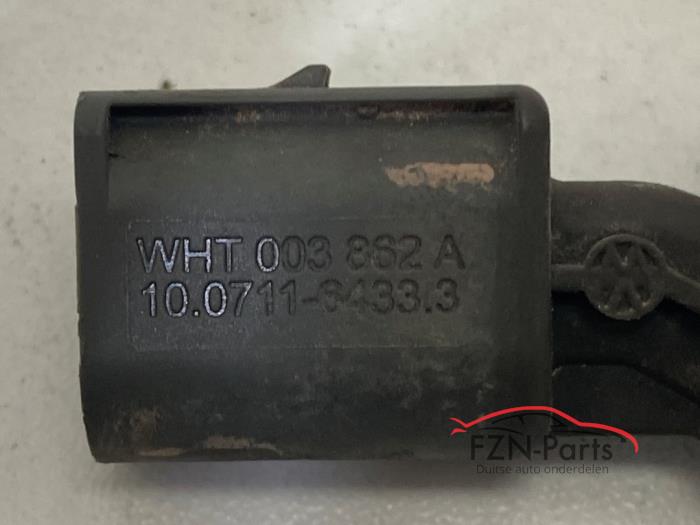 WHT 003 862 A
10.0711-6433.3
FZN-Parts
Duitse auto onderdelen